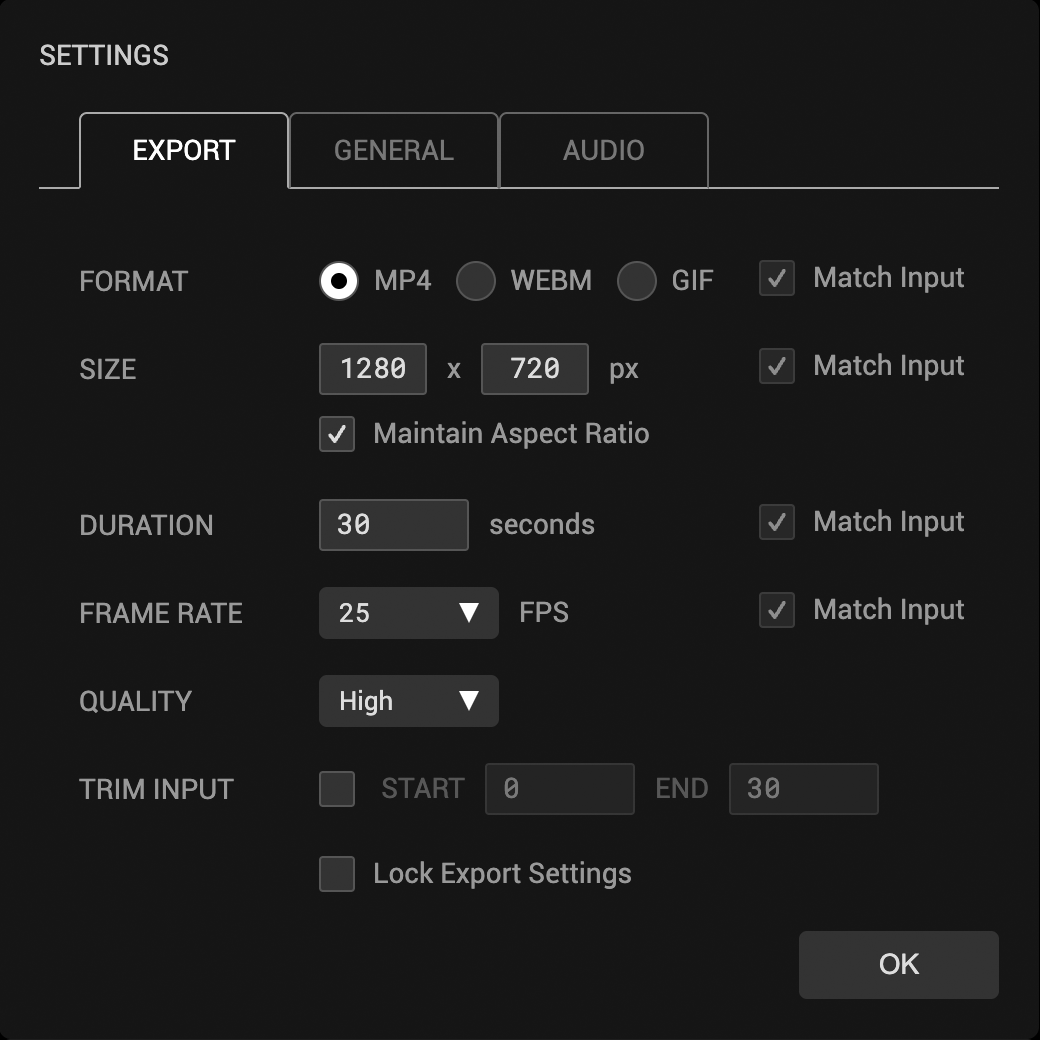 SETTINGS
EXPORT GENERAL AUDIO
FORMAT MP4 WEBM GIF Match Input
SIZE 1280 x 720 px Match Input
Maintain Aspect Ratio
DURATION 30 seconds Match Input
FRAME RATE 25 FPS Match Input
QUALITY High
TRIM INPUT START 0 END 30
Lock Export Settings
OK